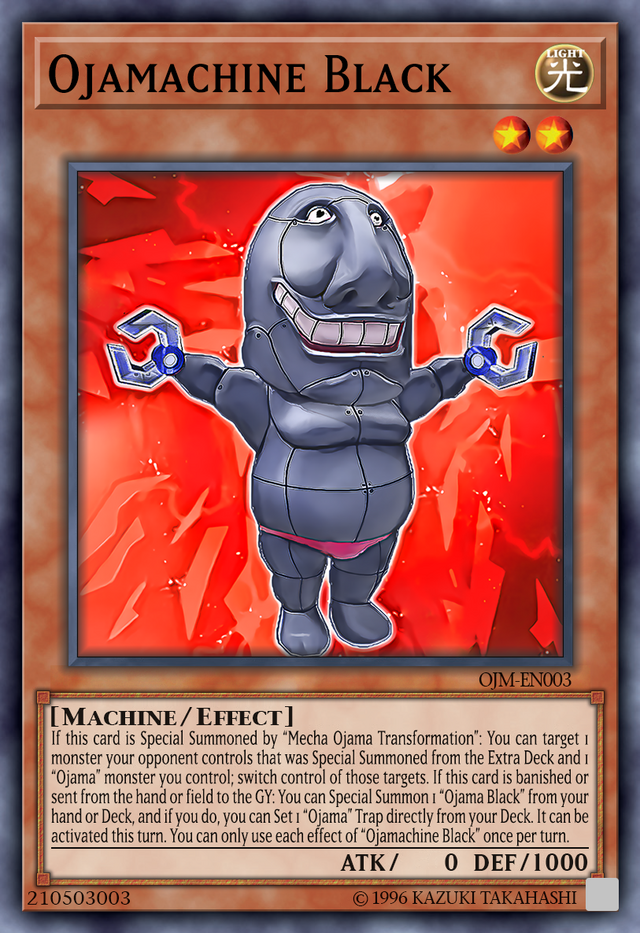 OJAMACHINE BLACK
LIGHT
光
OJM-EN003
[MACHINE/EFFECT]
If this card is Special Summoned by “Mecha Ojama Transformation”: You can target 1
monster your opponent controls that was Special Summoned from the Extra Deck and 1
“Ojama” monster you control; switch control of those targets. If this card is banished or
sent from the hand or field to the GY: You can Special Summon 1 “Ojama Black” from your
hand or Deck, and if you do, you can Set 1 “Ojama” Trap directly from your Deck. It can be
activated this turn. You can only use each effect of “Ojamachine Black” once per turn.
ATK/ 0 DEF/1000
210503003
©1996 KAZUKI TAKAHASHI